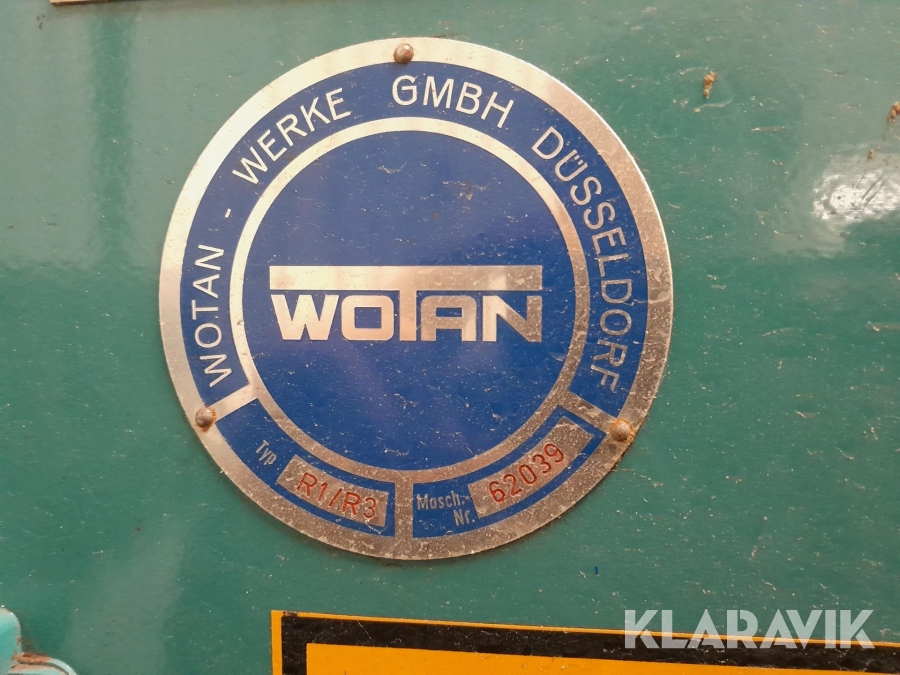 WOTAN - WERKE GMBH DÜSSELDORF
WOTAN
Typ R1/R3
Masch.-Nr. 62039
KLARAVIK